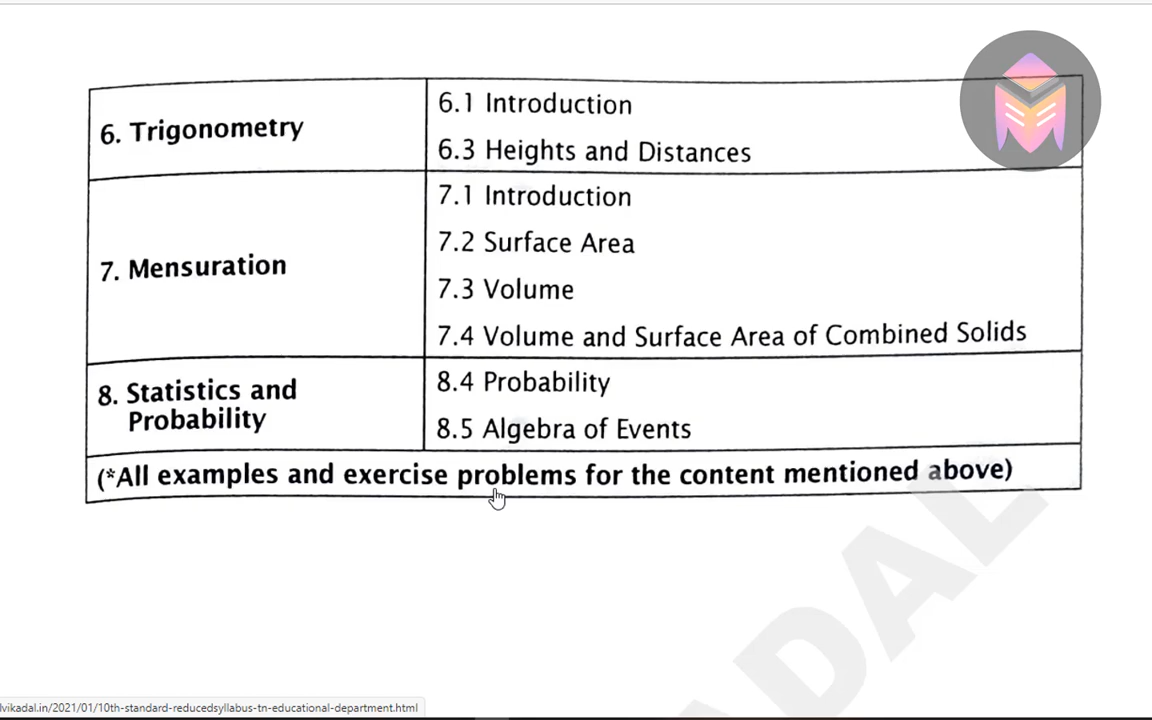 6. Trigonometry
6.1 Introduction
6.3 Heights and Distances
7. Mensuration
7.1 Introduction
7.2 Surface Area
7.3 Volume
7.4 Volume and Surface Area of Combined Solids
8. Statistics and
Probability
8.4 Probability
8.5 Algebra of Events
(*All examples and exercise problems for the content mentioned above)
DAL
lvikadal.in/2021/01/10th-standard-reducedsyllabus-tn-educational-department.html